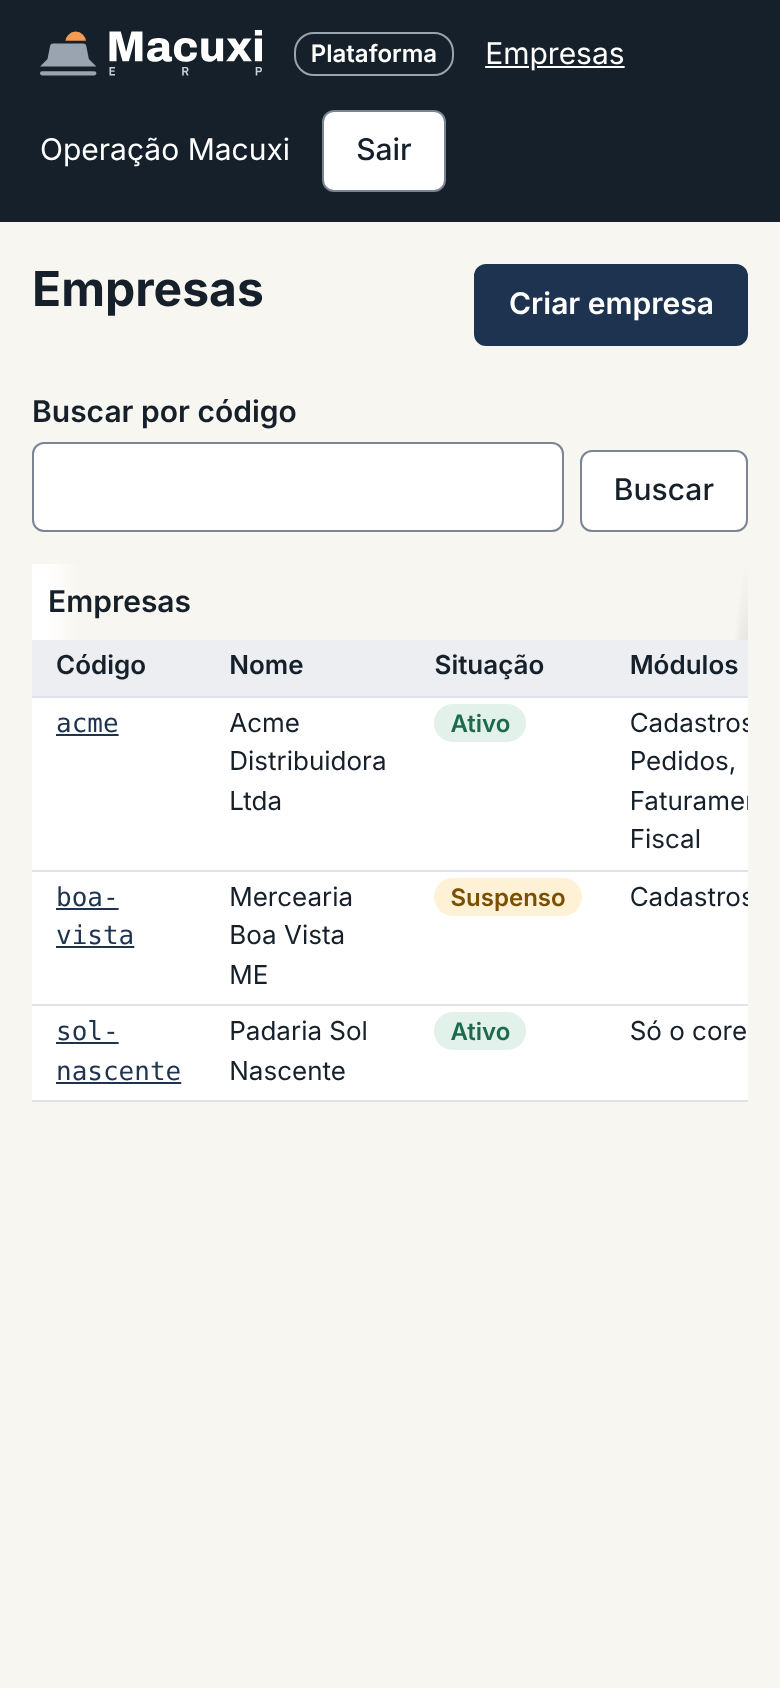 Macuxi
E R P
Plataforma
Empresas
Operação Macuxi
Sair
Empresas
Criar empresa
Buscar por código
Buscar
Empresas
Código Nome Situação Módulos
acme Acme Distribuidora Ltda Ativo Cadastros Pedidos, Faturamen Fiscal
boa-vista Mercearia Boa Vista ME Suspenso Cadastros
sol-nascente Padaria Sol Nascente Ativo Só o core